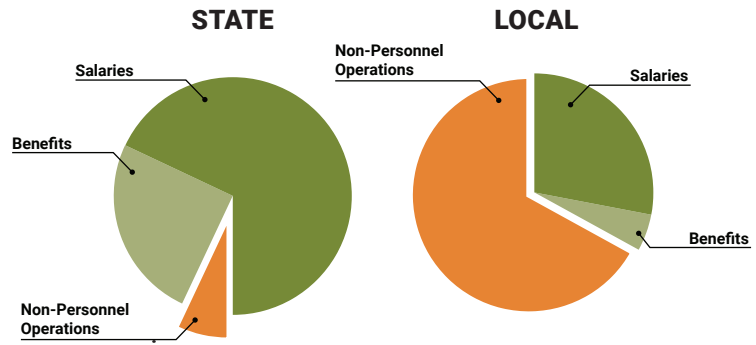 STATE
Salaries
Benefits
Non-Personnel
Operations
LOCAL
Non-Personnel
Operations
Salaries
Benefits